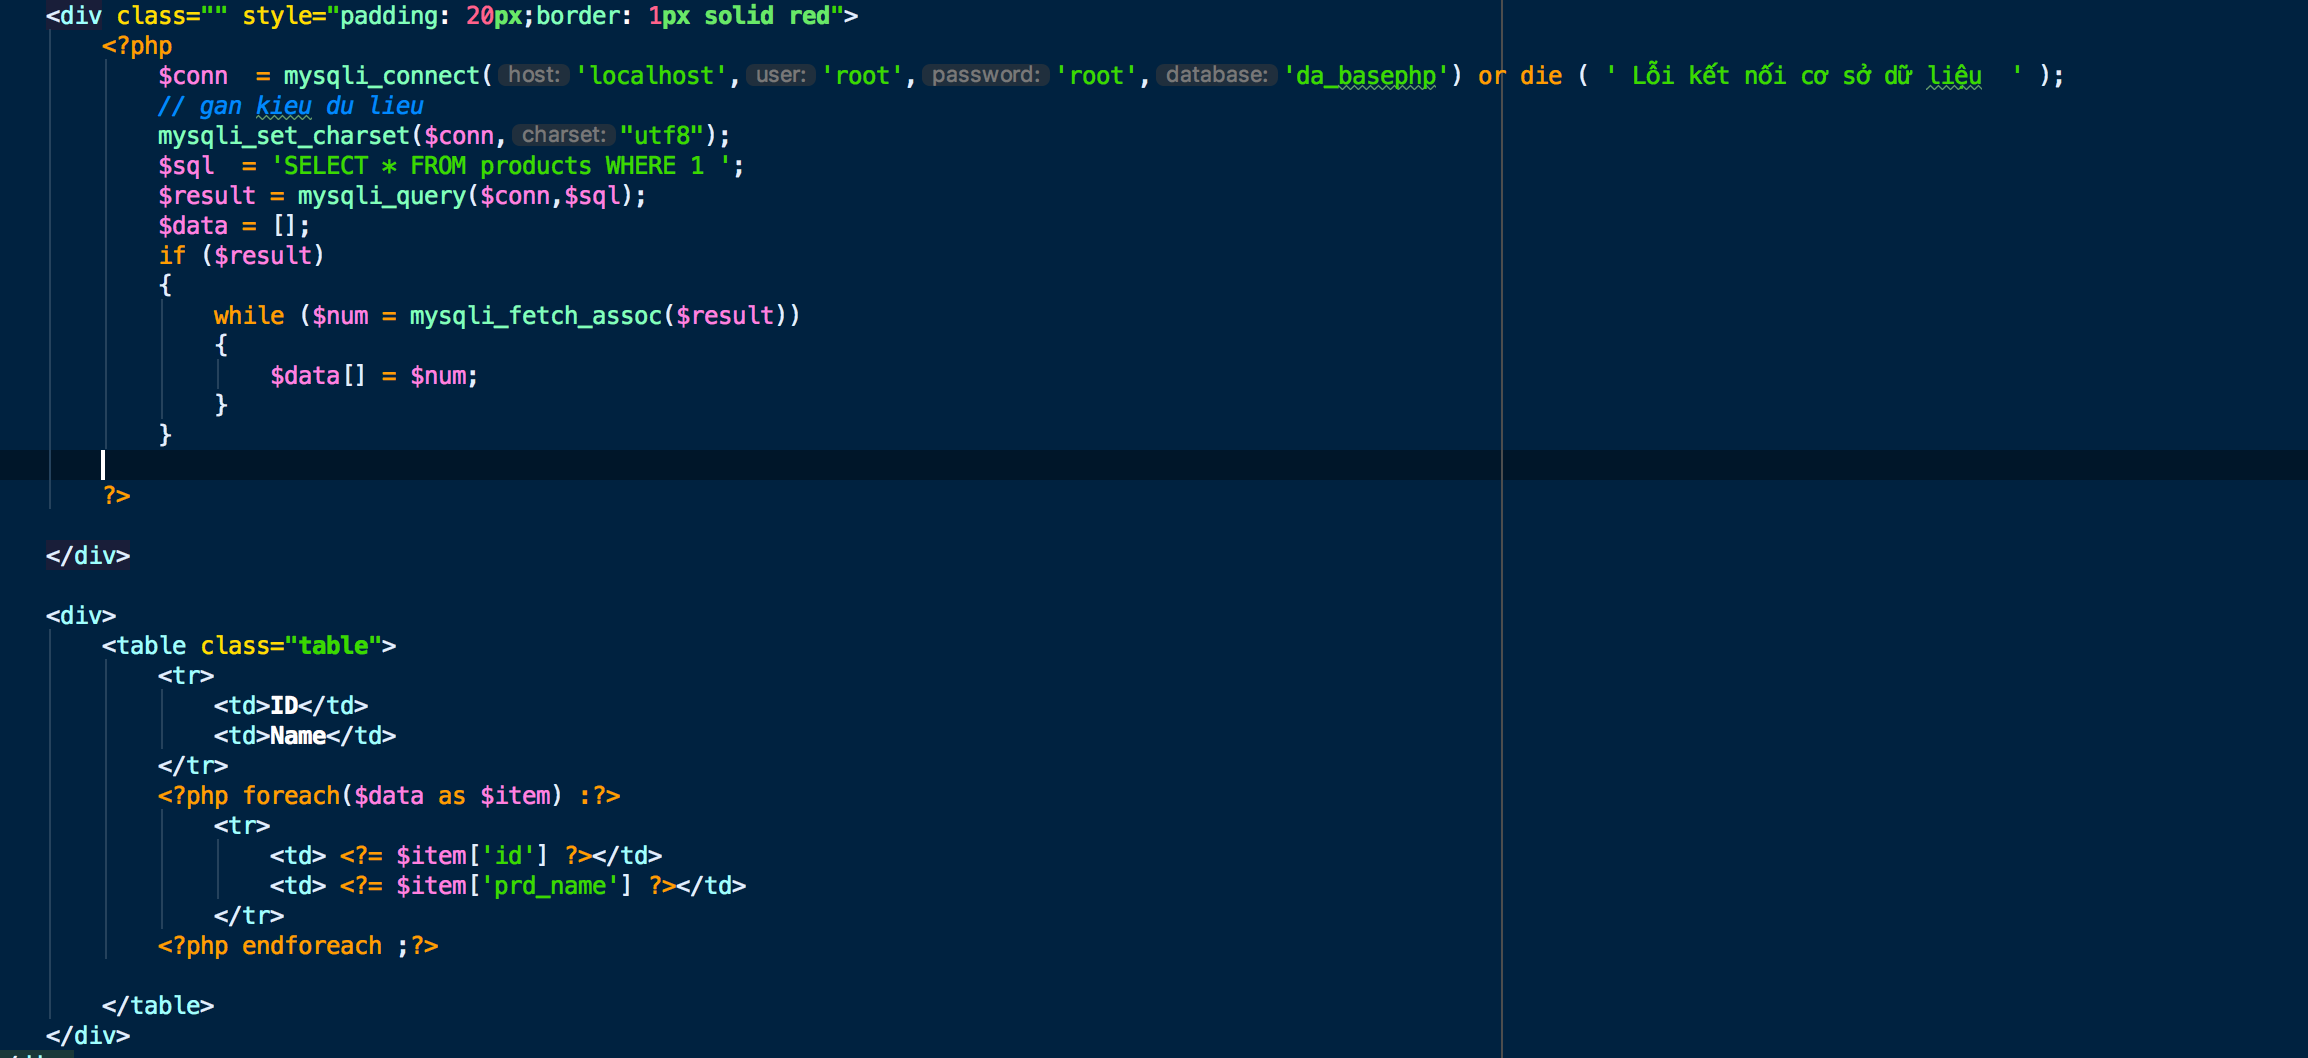 <div class="" style="padding: 20px;border: 1px solid red">
<?php
$conn  = mysqli_connect( host: 'localhost', user: 'root', password: 'root', database: 'da_basephp') or die ( ' Lỗi kết nối cơ sở dữ liệu  ' );
// gan kieu du lieu
mysqli_set_charset($conn, charset: "utf8");
$sql  = 'SELECT * FROM products WHERE 1 ';
$result = mysqli_query($conn,$sql);
$data = [];
if ($result)
{
while ($num = mysqli_fetch_assoc($result))
{
$data[] = $num;
}
}
?>
</div>
<div>
<table class="table">
<tr>
<td>ID</td>
<td>Name</td>
</tr>
<?php foreach($data as $item) :?>
<tr>
<td> <?= $item['id'] ?></td>
<td> <?= $item['prd_name'] ?></td>
</tr>
<?php endforeach ;?>
</table>
</div>